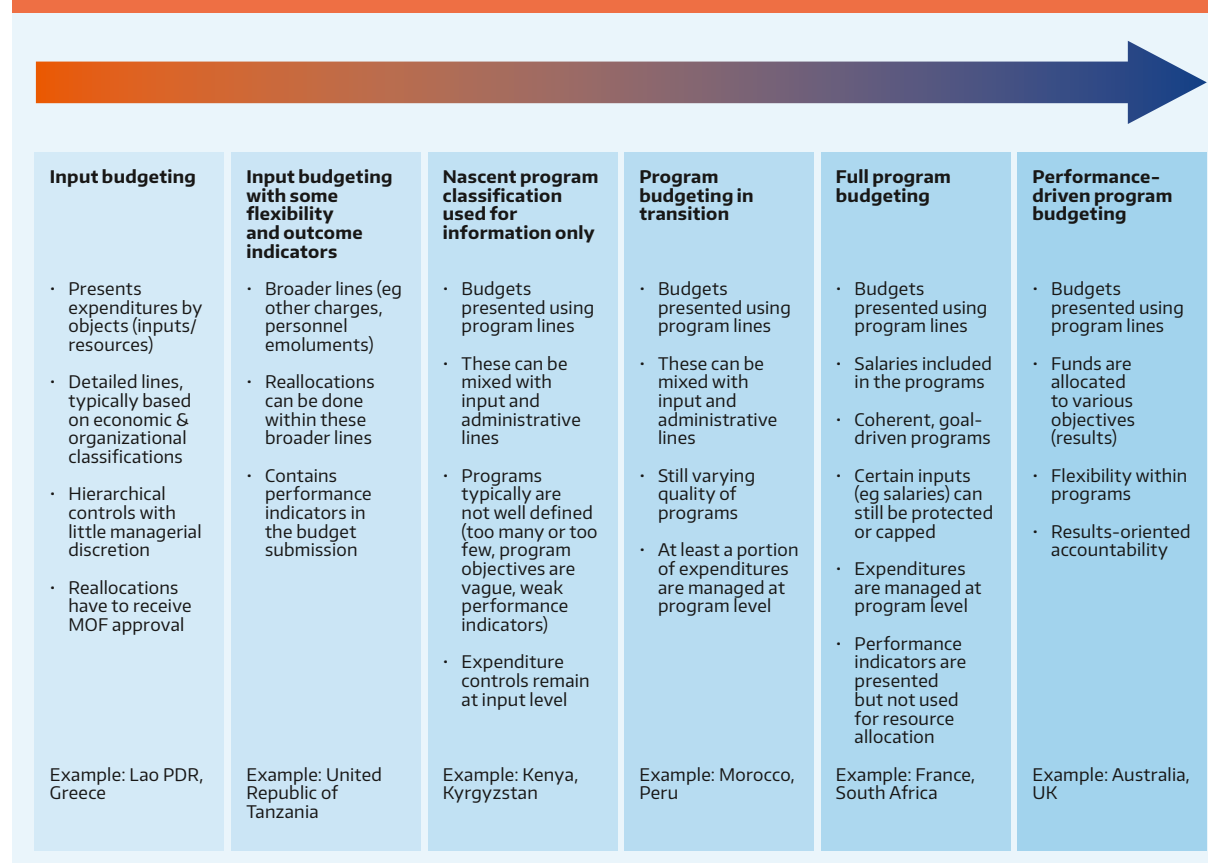 Input budgeting
· Presents
expenditures by
objects (inputs/
resources)
· Detailed lines,
typically based
on economic &
organizational
classifications
· Hierarchical
controls with
little managerial
discretion
· Reallocations
have to receive
MOF approval
Example: Lao PDR,
Greece
Input budgeting
with some
flexibility
and outcome
indicators
· Broader lines (eg
other charges,
personnel
emoluments)
· Reallocations
can be done
within these
broader lines
· Contains
performance
indicators in
the budget
submission
Example: United
Republic of
Tanzania
Nascent program
classification
used for
information only
· Budgets
presented using
program lines
· These can be
mixed with
input and
administrative
lines
· Programs
typically are
not well defined
(too many or too
few, program
objectives are
vague, weak
performance
indicators)
· Expenditure
controls remain
at input level
Example: Kenya,
Kyrgyzstan
Program
budgeting in
transition
· Budgets
presented using
program lines
· These can be
mixed with
input and
administrative
lines
· Still varying
quality of
programs
· At least a portion
of expenditures
are managed at
program level
Example: Morocco,
Peru
Full program
budgeting
· Budgets
presented using
program lines
· Salaries included
in the programs
· Coherent, goal-
driven programs
· Certain inputs
(eg salaries) can
still be protected
or capped
· Expenditures
are managed at
program level
· Performance
indicators are
presented
but not used
for resource
allocation
Example: France,
South Africa
Performance-
driven program
budgeting
· Budgets
presented using
program lines
· Funds are
allocated
to various
objectives
(results)
· Flexibility within
programs
· Results-oriented
accountability
Example: Australia,
UK